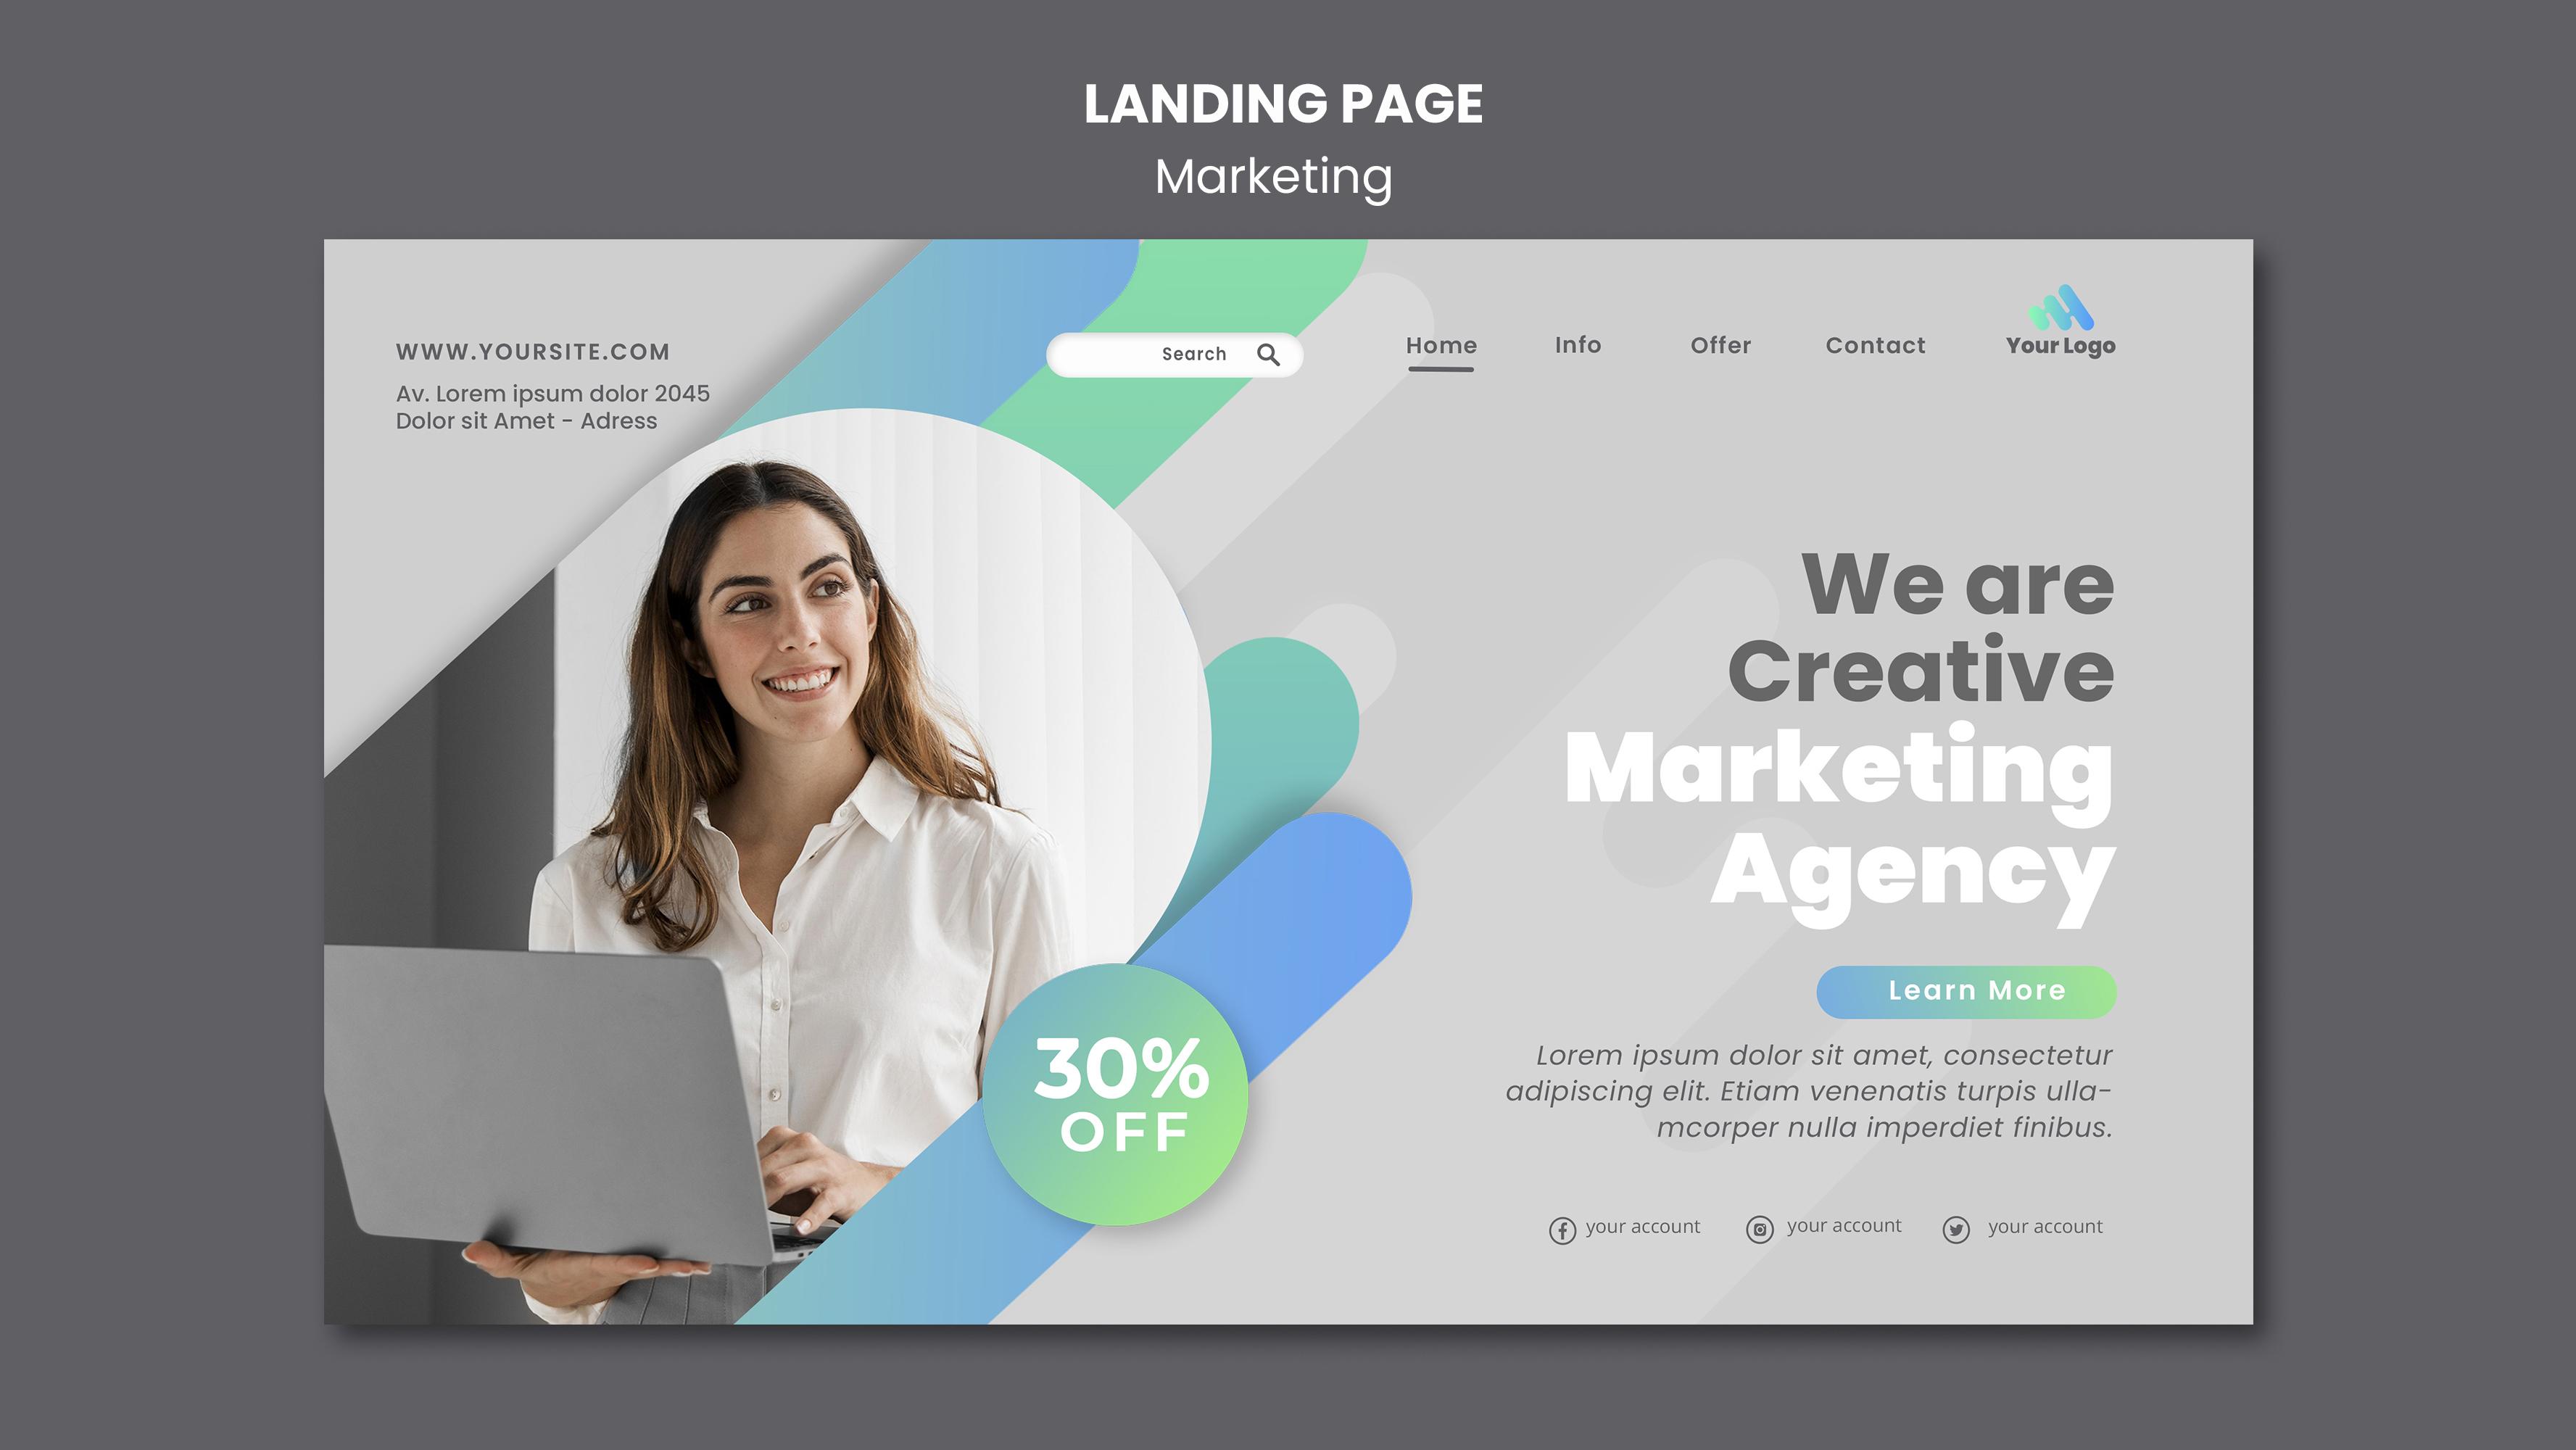 LANDING PAGE
Marketing
WWW.YOURSITE.COM
Av. Lorem ipsum dolor 2045
Dolor sit Amet - Adress
Search
Home
Info
Offer
Contact
Your Logo
We are
Creative
Marketing
Agency
Learn More
Lorem ipsum dolor sit amet, consectetur
adipiscing elit. Etiam venenatis turpis ulla-
mcorper nulla imperdiet finibus.
30%
OFF
your account
your account
your account